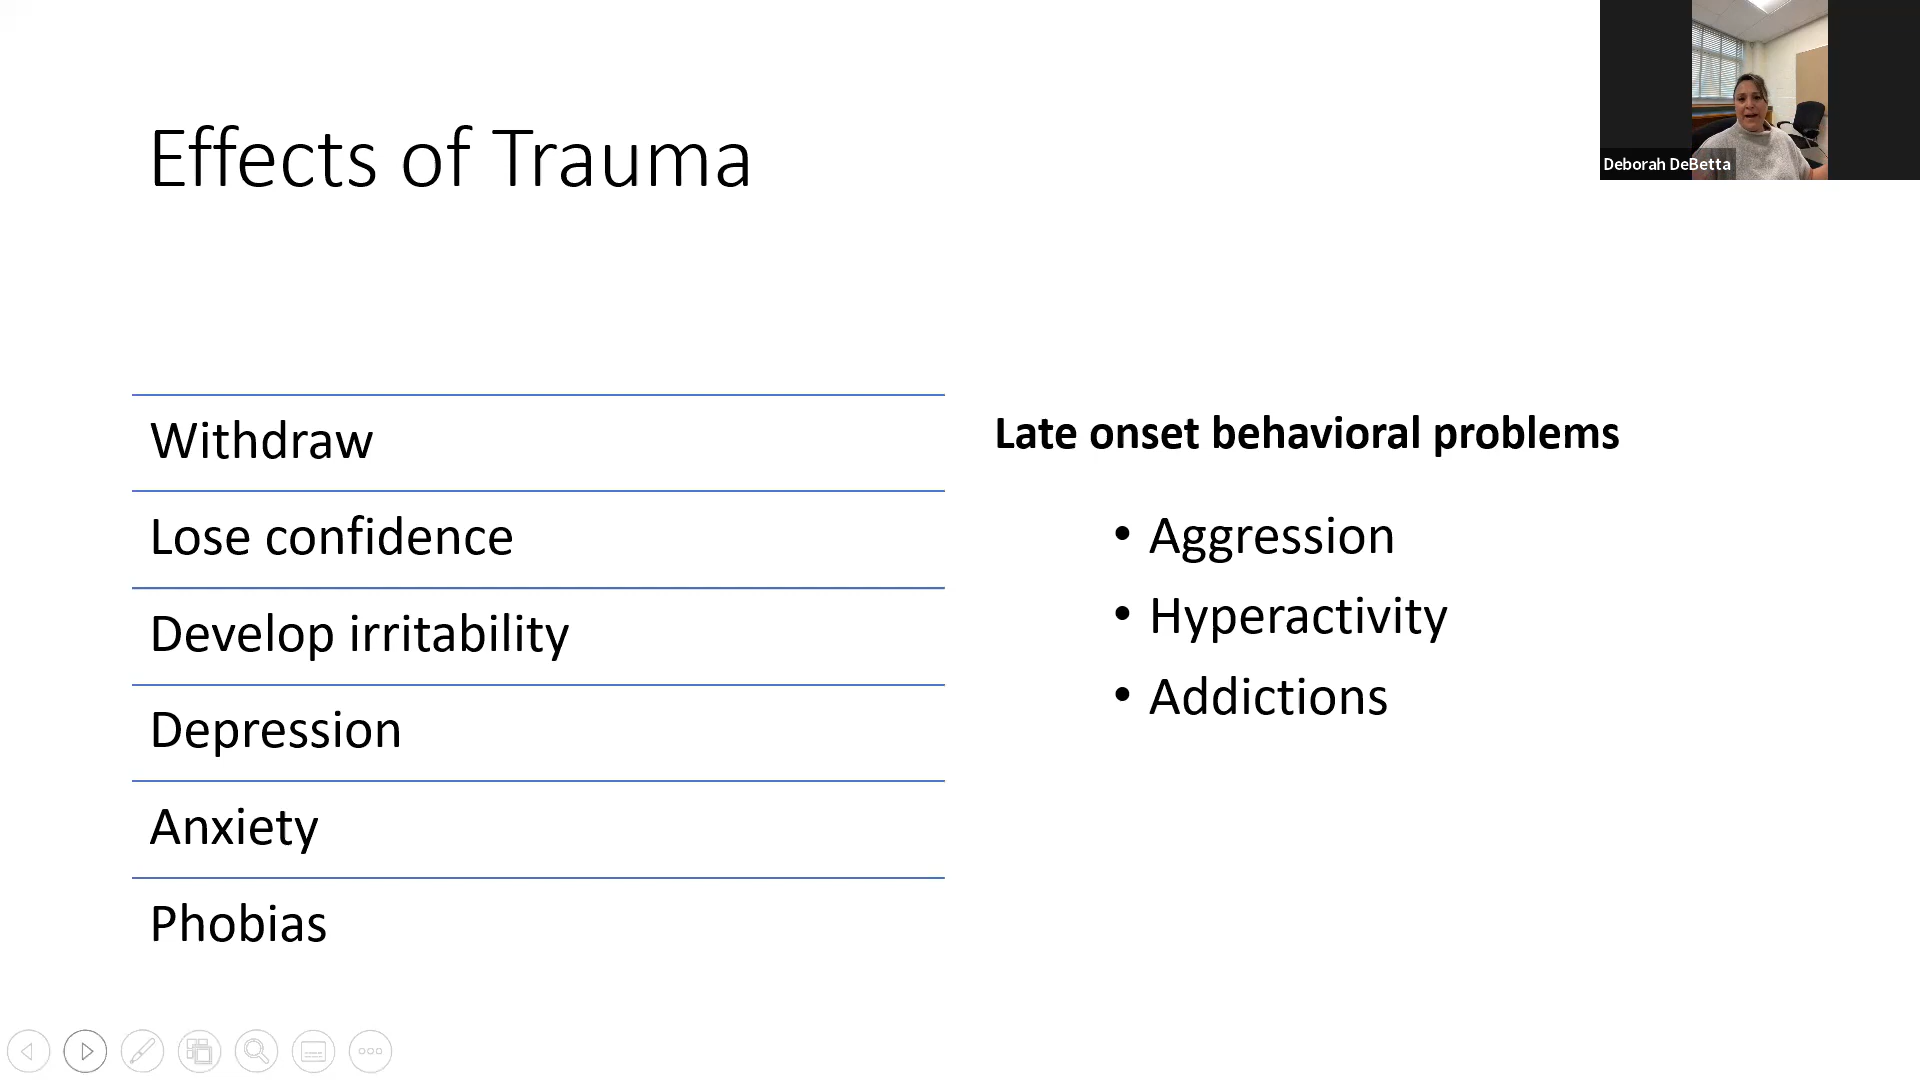 Effects of Trauma
Deborah DeBetta
Withdraw
Lose confidence
Develop irritability
Depression
Anxiety
Phobias
Late onset behavioral problems
• Aggression
• Hyperactivity
• Addictions